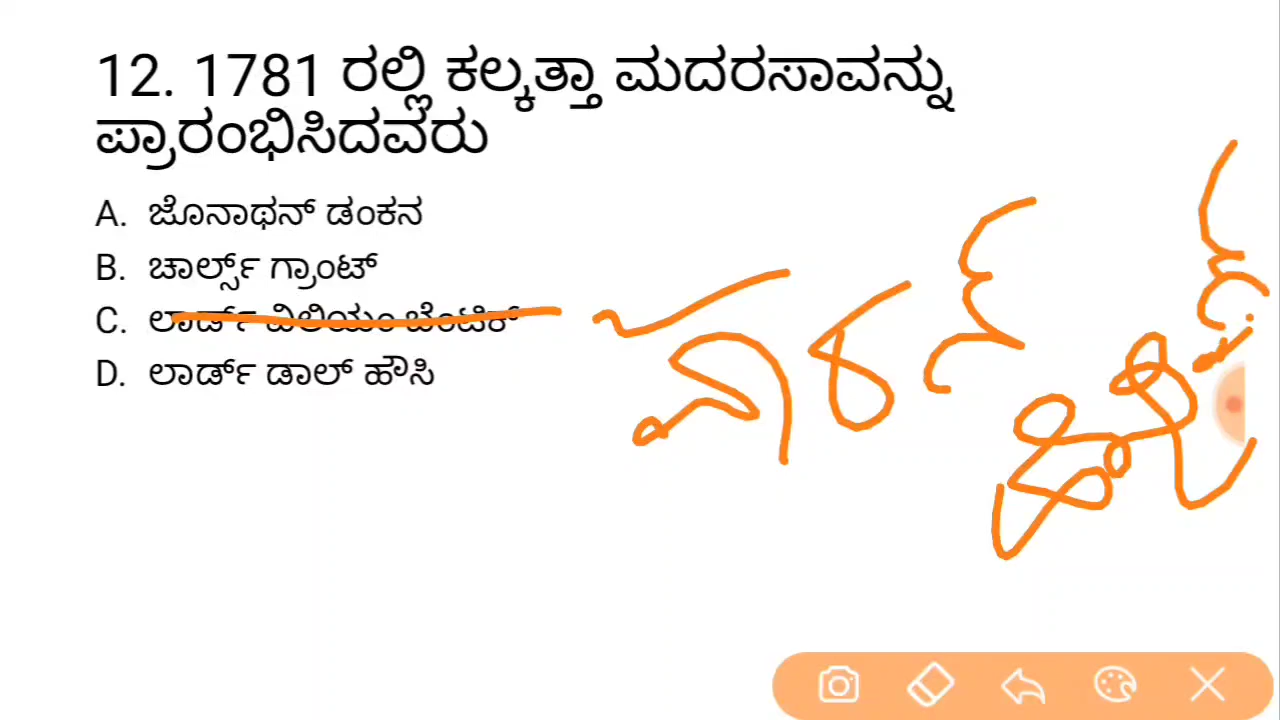 12. 1781 ರಲ್ಲಿ ಕಲ್ಕತ್ತಾ ಮದರಸಾವನ್ನು
ಪ್ರಾರಂಭಿಸಿದವರು
A. ಜೊನಾಥನ್ ಡಂಕನ
B. ಚಾರ್ಲ್ಸ್ ಗ್ರಾಂಟ್
C. ಲಾರ್ಡ್ ವಿಲಿಯಂ ಬೆಂಟಿಕ್
D. ಲಾರ್ಡ್ ಡಾಲ್ ಹೌಸಿ
ವಾರನ್